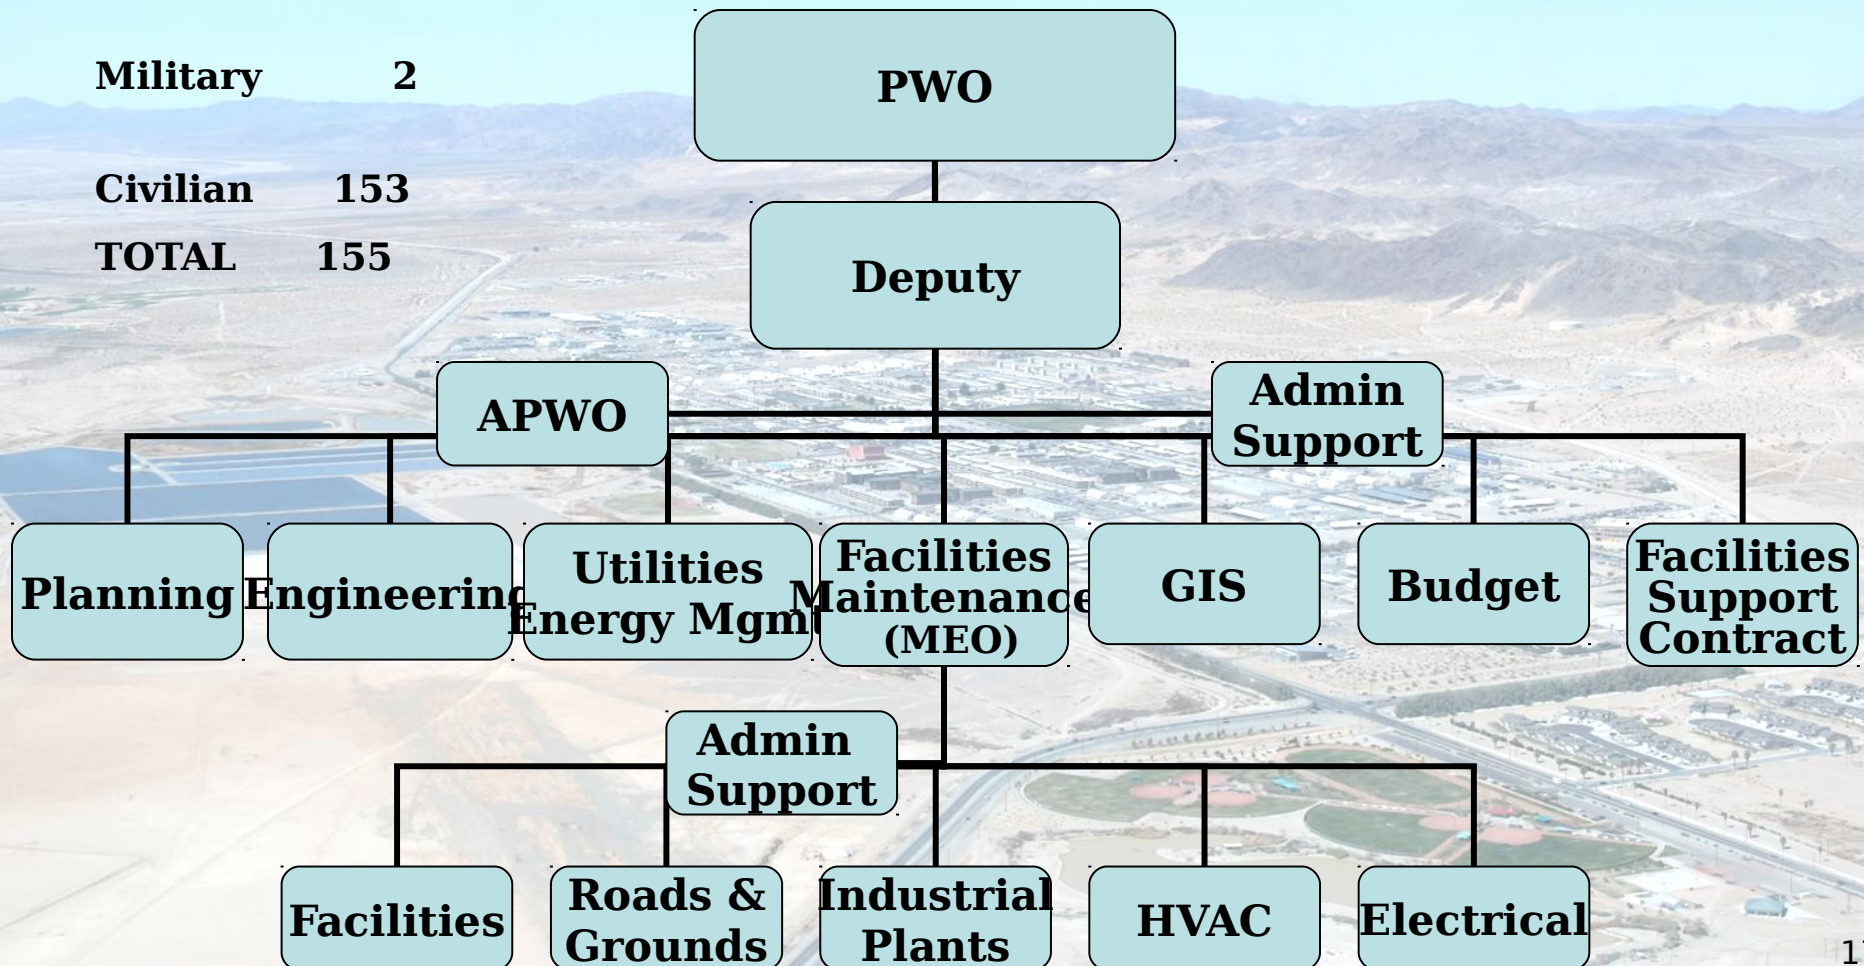 Military 2
PWO
Civilian 153
TOTAL 155
Deputy
APWO
Admin
Support
Planning
Engineering
Utilities
Energy Mgmt
Facilities
Maintenance
(MEO)
GIS
Budget
Facilities
Support
Contract
Admin
Support
Facilities
Roads &
Grounds
Industrial
Plants
HVAC
Electrical